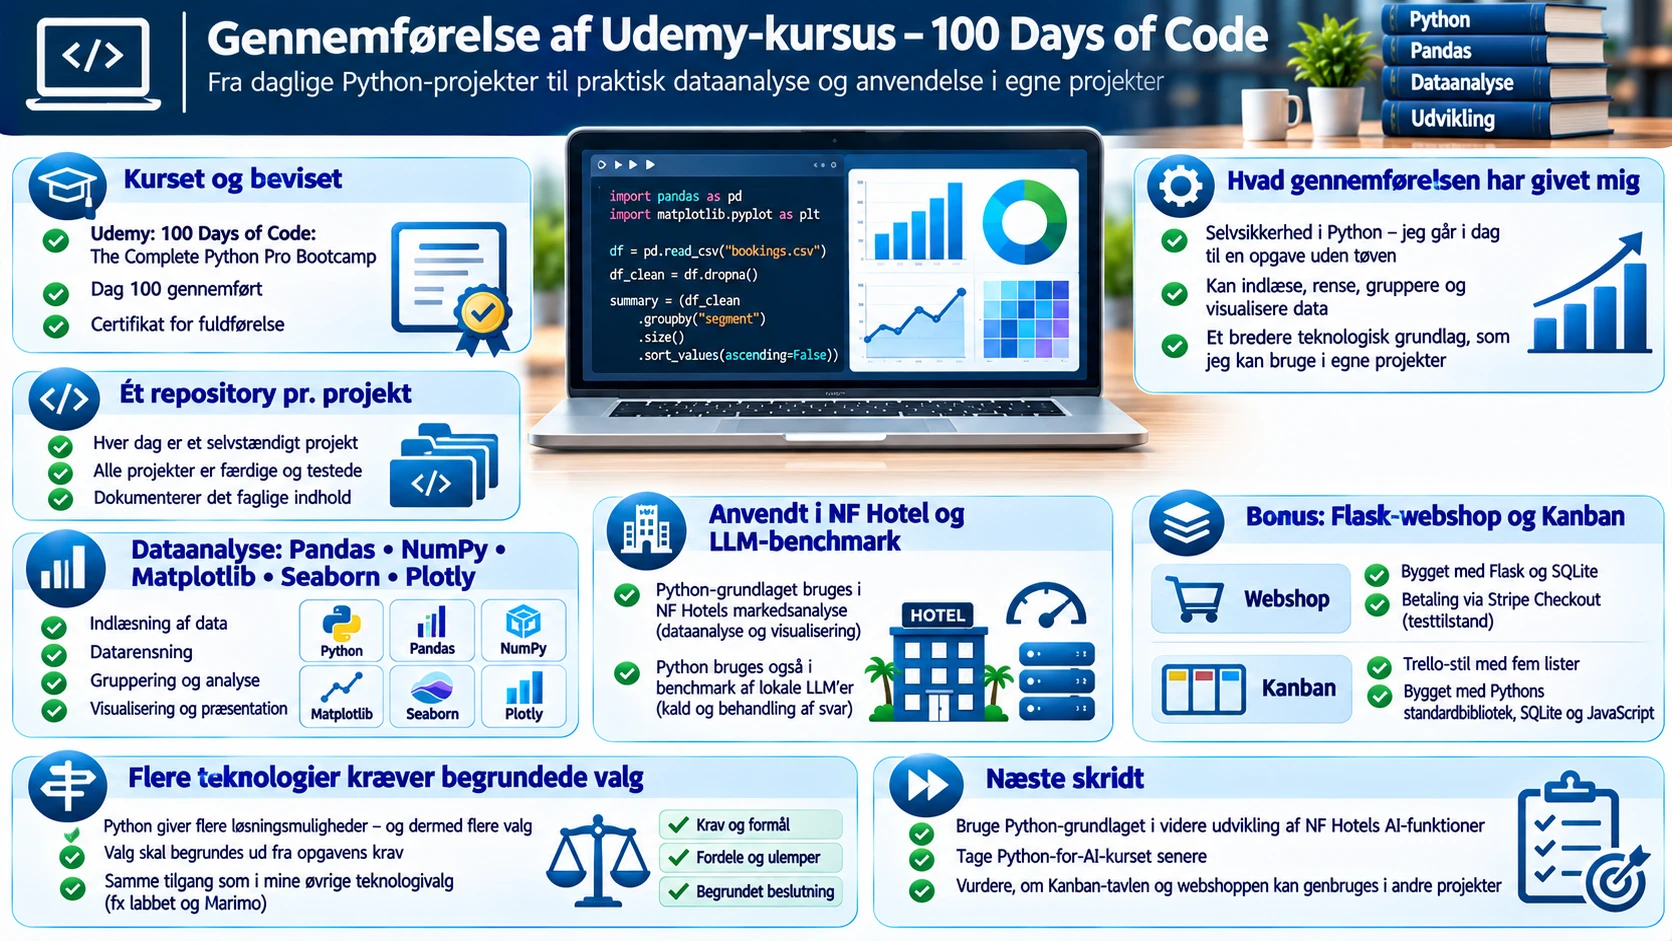 Gennemførelse af Udemy-kursus – 100 Days of Code
Fra daglige Python-projekter til praktisk dataanalyse og anvendelse i egne projekter
</>
Python
Pandas
Dataanalyse
Udvikling
Kurset og beviset
Udemy: 100 Days of Code:
The Complete Python Pro Bootcamp
Dag 100 gennemført
Certifikat for fuldførelse
import pandas as pd
import matplotlib.pyplot as plt
df = pd.read_csv("bookings.csv")
df_clean = df.dropna()
summary = (df_clean
.groupby("segment")
.size()
.sort_values(ascending=False))
Hvad gennemførelsen har givet mig
Selvsikkerhed i Python – jeg går i dag
til en opgave uden tøven
Kan indlæse, rense, gruppere og
visualisere data
Et bredere teknologisk grundlag, som
jeg kan bruge i egne projekter
</>
Ét repository pr. projekt
Hver dag er et selvstændigt projekt
Alle projekter er færdige og testede
Dokumenterer det faglige indhold
</>
Dataanalyse: Pandas • NumPy •
Matplotlib • Seaborn • Plotly
Indlæsning af data
Datarensning
Gruppering og analyse
Visualisering og præsentation
Python
Pandas
NumPy
Matplotlib
Seaborn
Plotly
Anvendt i NF Hotel og
LLM-benchmark
Python-grundlaget bruges i
NF Hotels markedsanalyse
(dataanalyse og visualisering)
Python bruges også i
benchmark af lokale LLM'er
(kald og behandling af svar)
HOTEL
Bonus: Flask-webshop og Kanban
Webshop
Bygget med Flask og SQLite
Betaling via Stripe Checkout
(testtilstand)
Kanban
Trello-stil med fem lister
Bygget med Pythons
standardbibliotek, SQLite og JavaScript
Flere teknologier kræver begrundede valg
Python giver flere løsningsmuligheder – og dermed flere valg
Valg skal begrundes ud fra opgavens krav
Samme tilgang som i mine øvrige teknologivalg
(fx labbet og Marimo)
Krav og formål
Fordele og ulemper
Begrundet beslutning
Næste skridt
Bruge Python-grundlaget i videre udvikling af NF Hotels AI-funktioner
Tage Python-for-AI-kurset senere
Vurdere, om Kanban-tavlen og webshoppen kan genbruges i andre projekter